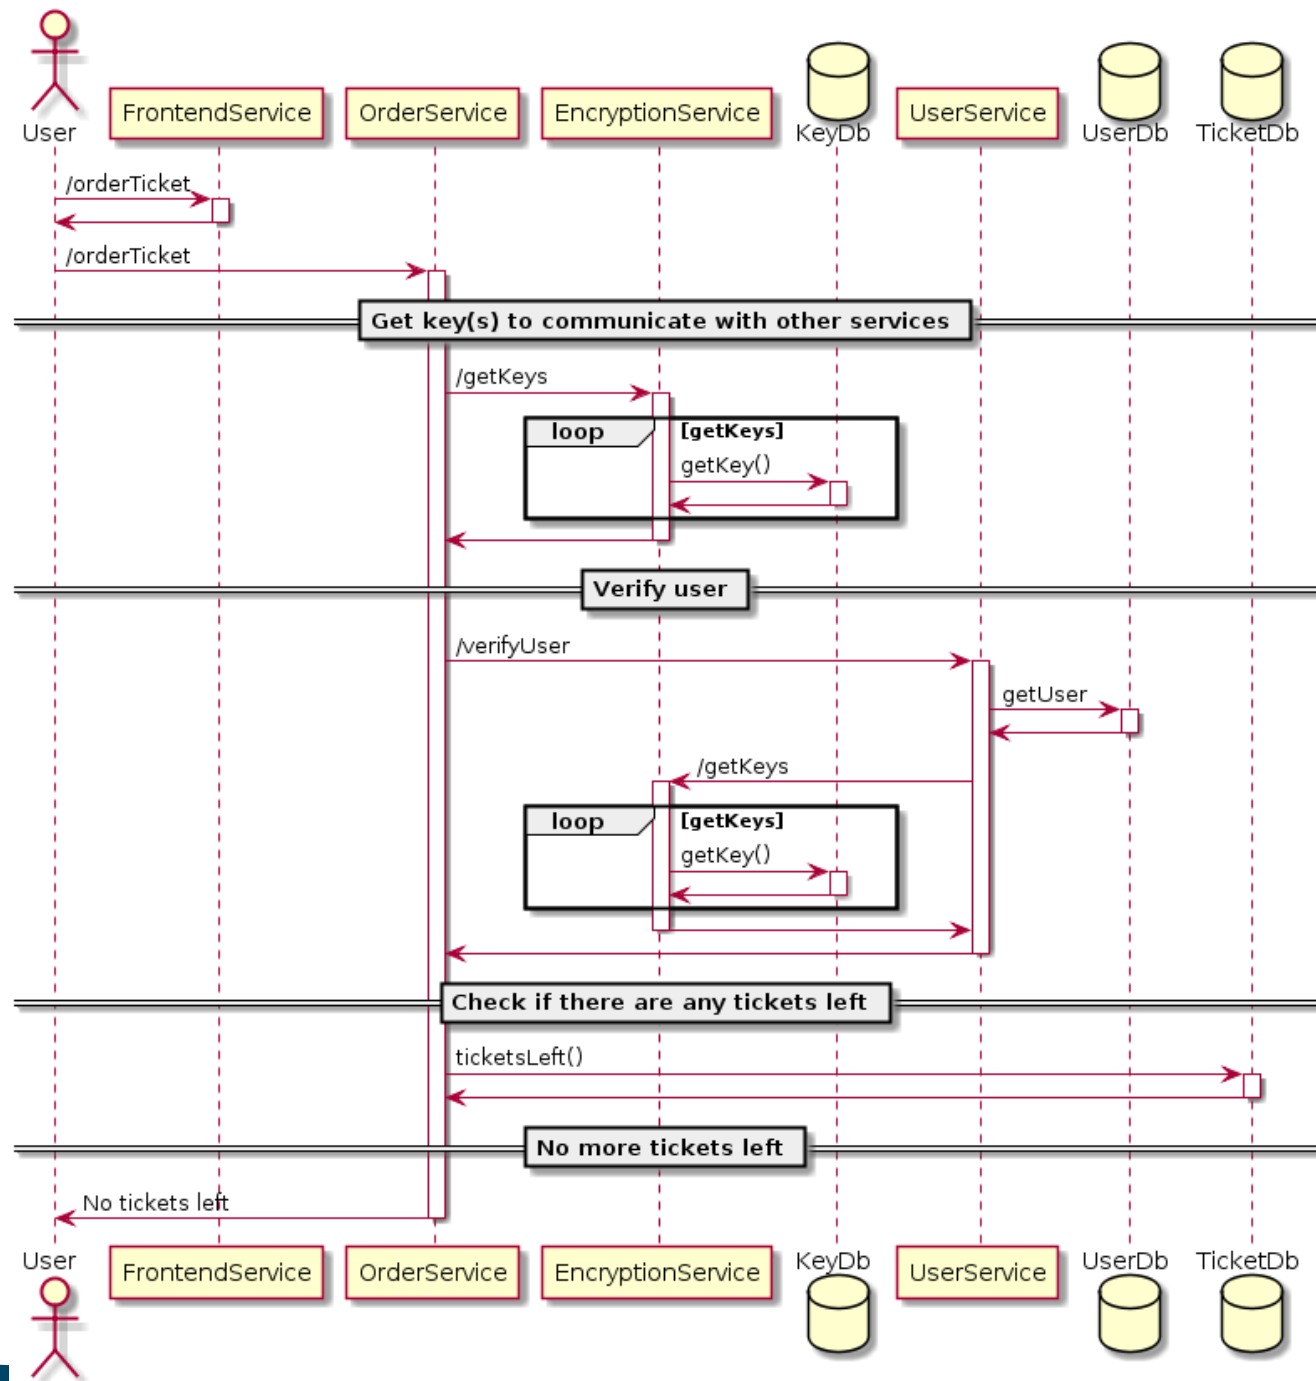 User
FrontendService
OrderService
EncryptionService
KeyDb
UserService
UserDb
TicketDb
/orderTicket
/orderTicket
Get key(s) to communicate with other services
/getKeys
loop
[getKeys]
getKey()
Verify user
/verifyUser
getUser
/getKeys
loop
[getKeys]
getKey()
Check if there are any tickets left
ticketsLeft()
No more tickets left
No tickets left
User
FrontendService
OrderService
EncryptionService
KeyDb
UserService
UserDb
TicketDb